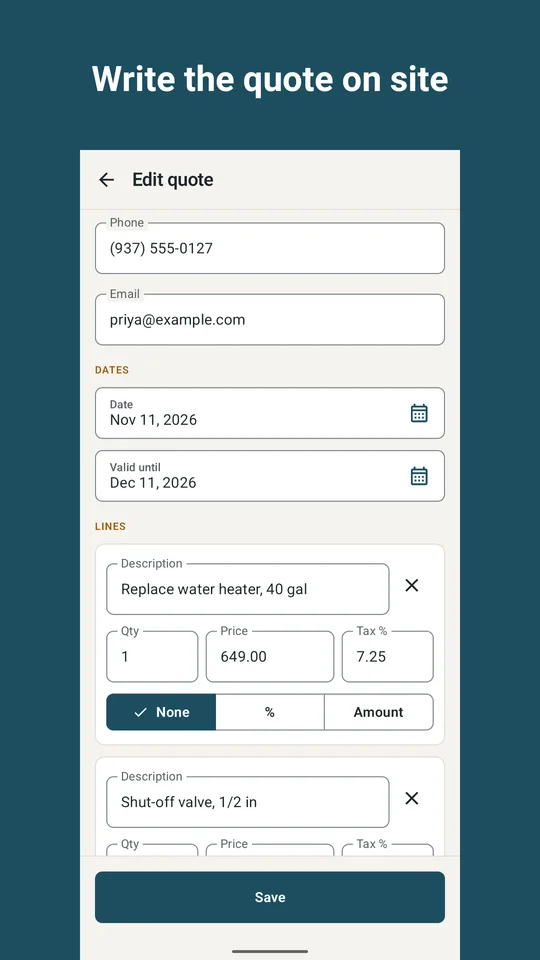 Write the quote on site
Edit quote
Phone
(937) 555-0127
Email
priya@example.com
DATES
Date
Nov 11, 2026
Valid until
Dec 11, 2026
LINES
Description
Replace water heater, 40 gal
Qty Price Tax %
1 649.00 7.25
None % Amount
Description
Shut-off valve, 1/2 in
Qty Price Tax %
Save